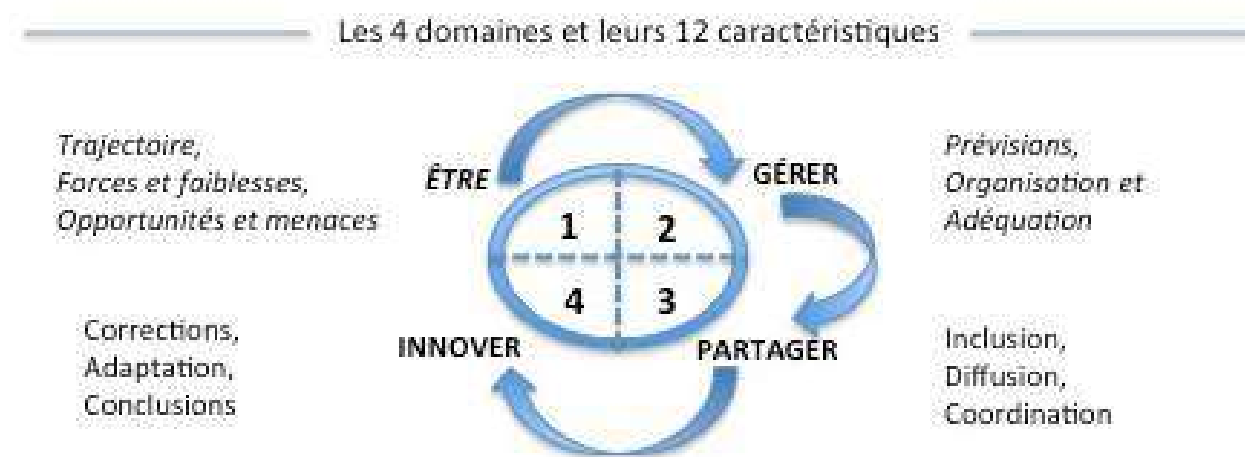 Les 4 domaines et leurs 12 caractéristiques
Trajectoire,
Forces et faiblesses,
Opportunités et menaces
ÊTRE
GÉRER
Prévisions,
Organisation et
Adéquation
1
2
4
3
Corrections,
Adaptation,
Conclusions
INNOVER
PARTAGER
Inclusion,
Diffusion,
Coordination